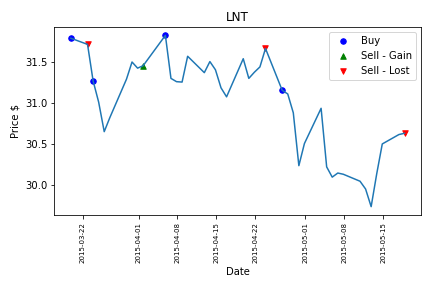 LNT
Buy
Sell - Gain
Sell - Lost
Price $
31.5
31.0
30.5
30.0
2015-03-22
2015-04-01
2015-04-08
2015-04-15
2015-04-22
2015-05-01
2015-05-08
2015-05-15
Date